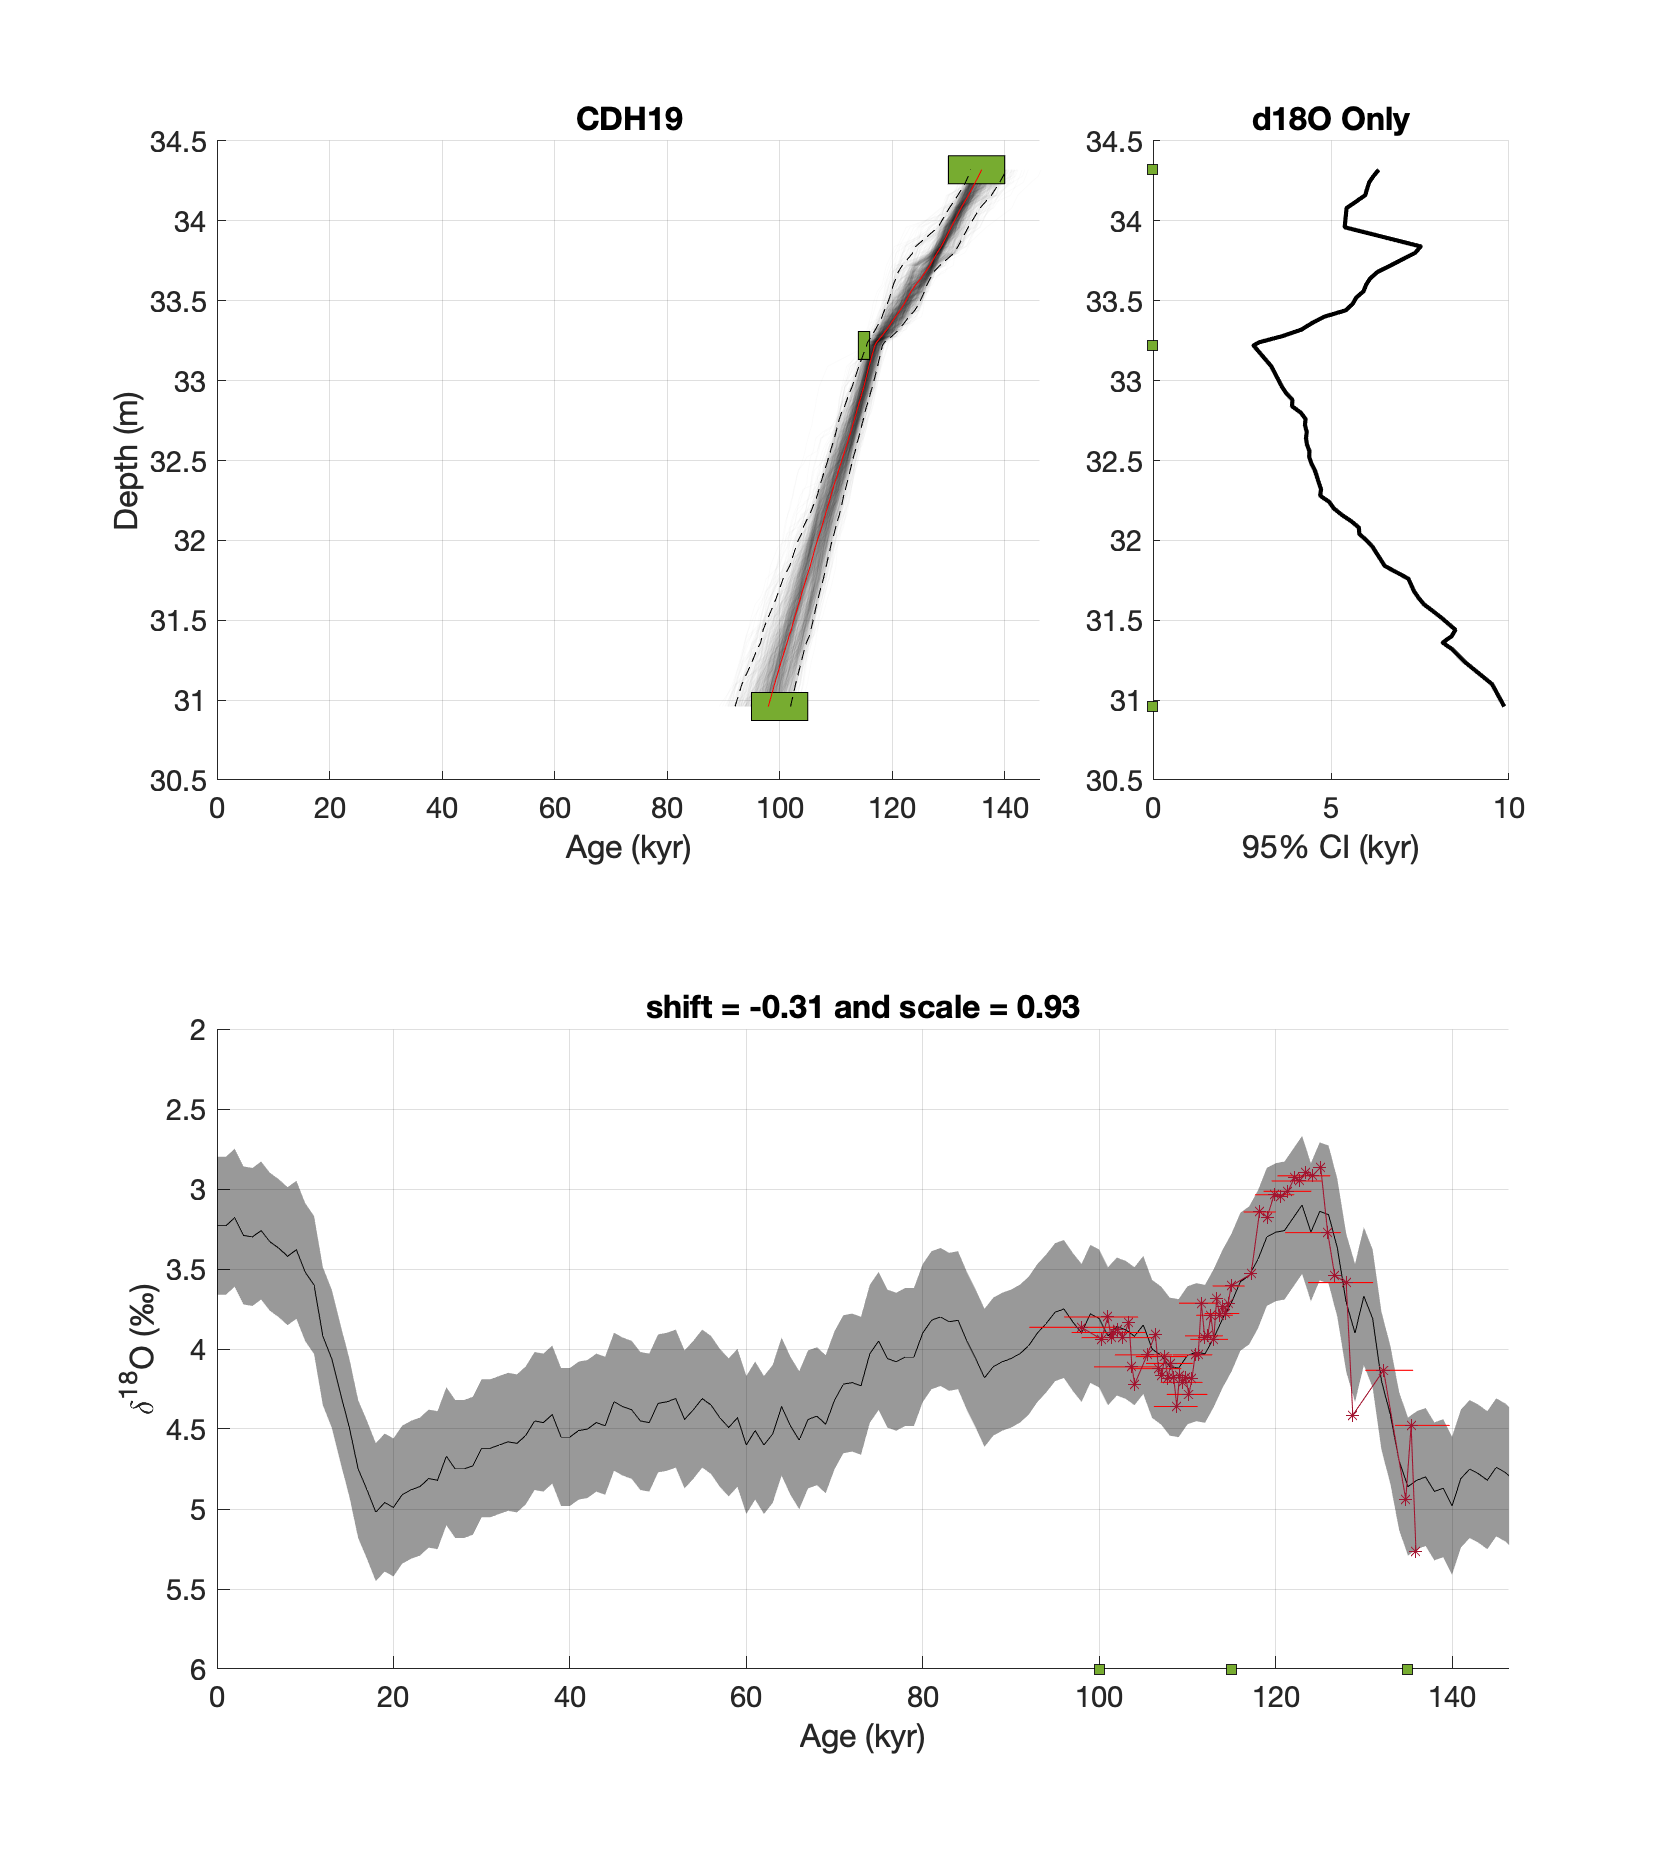 CDH19
34.5
34
33.5
33
32.5
32
31.5
31
30.5
Depth (m)
0 20 40 60 80 100 120 140
Age (kyr)
d18O Only
34.5
34
33.5
33
32.5
32
31.5
31
30.5
0 5 10
95% CI (kyr)
shift = -0.31 and scale = 0.93
2
2.5
3
3.5
4
4.5
5
5.5
6
δ¹⁸O (‰)
0 20 40 60 80 100 120 140
Age (kyr)